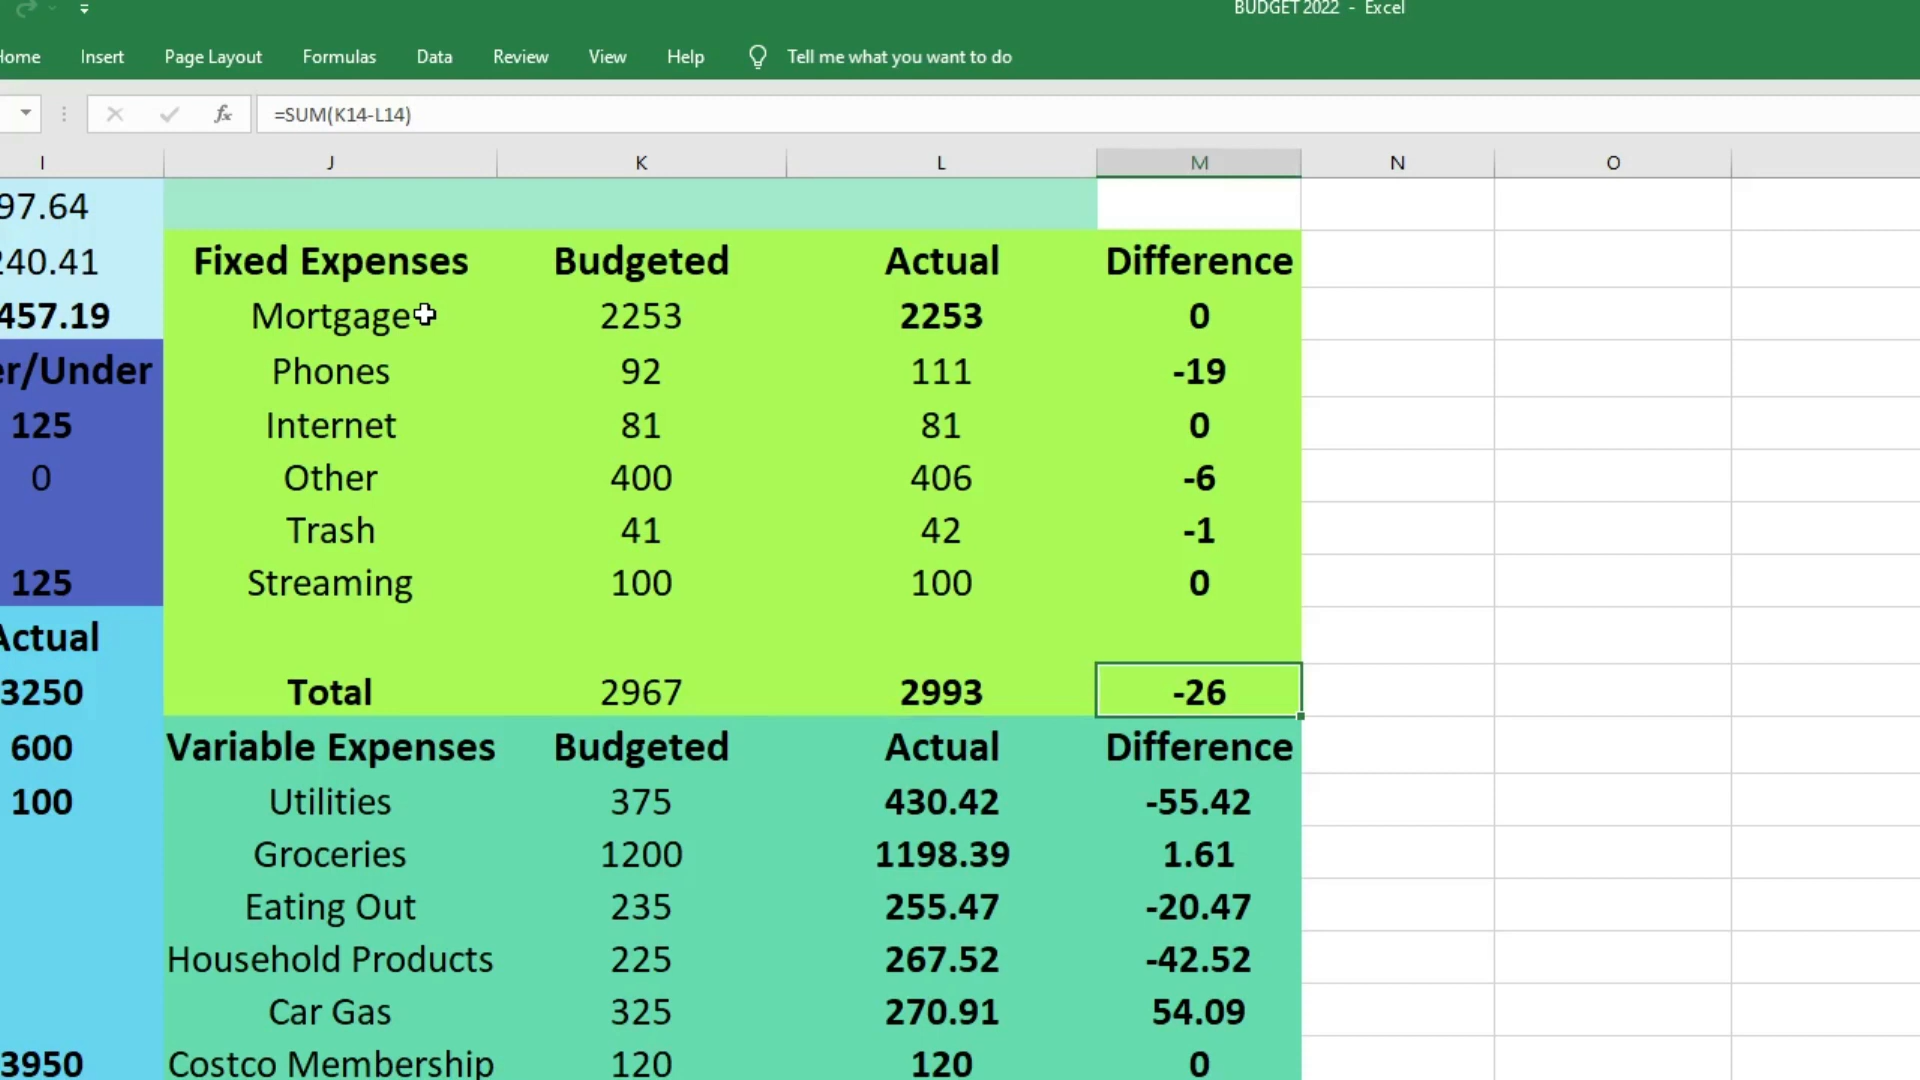 BUDGET 2022 - Excel
Home Insert Page Layout Formulas Data Review View Help Tell me what you want to do
fx =SUM(K14-L14)
I J K L M N O
97.64
240.41 Fixed Expenses Budgeted Actual Difference
457.19 Mortgage 2253 2253 0
er/Under Phones 92 111 -19
125 Internet 81 81 0
0 Other 400 406 -6
Trash 41 42 -1
125 Streaming 100 100 0
Actual
3250 Total 2967 2993 -26
600 Variable Expenses Budgeted Actual Difference
100 Utilities 375 430.42 -55.42
Groceries 1200 1198.39 1.61
Eating Out 235 255.47 -20.47
Household Products 225 267.52 -42.52
Car Gas 325 270.91 54.09
3950 Costco Membership 120 120 0